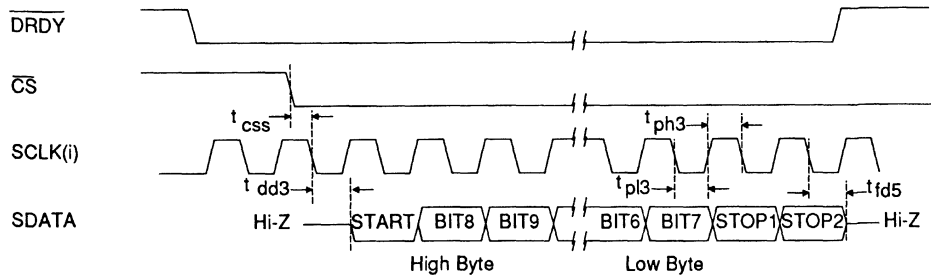 DRDY
CS
t css
t ph3
SCLK(i)
t dd3
t pl3
t fd5
SDATA
Hi-Z START BIT8 BIT9 BIT6 BIT7 STOP1 STOP2 Hi-Z
High Byte Low Byte